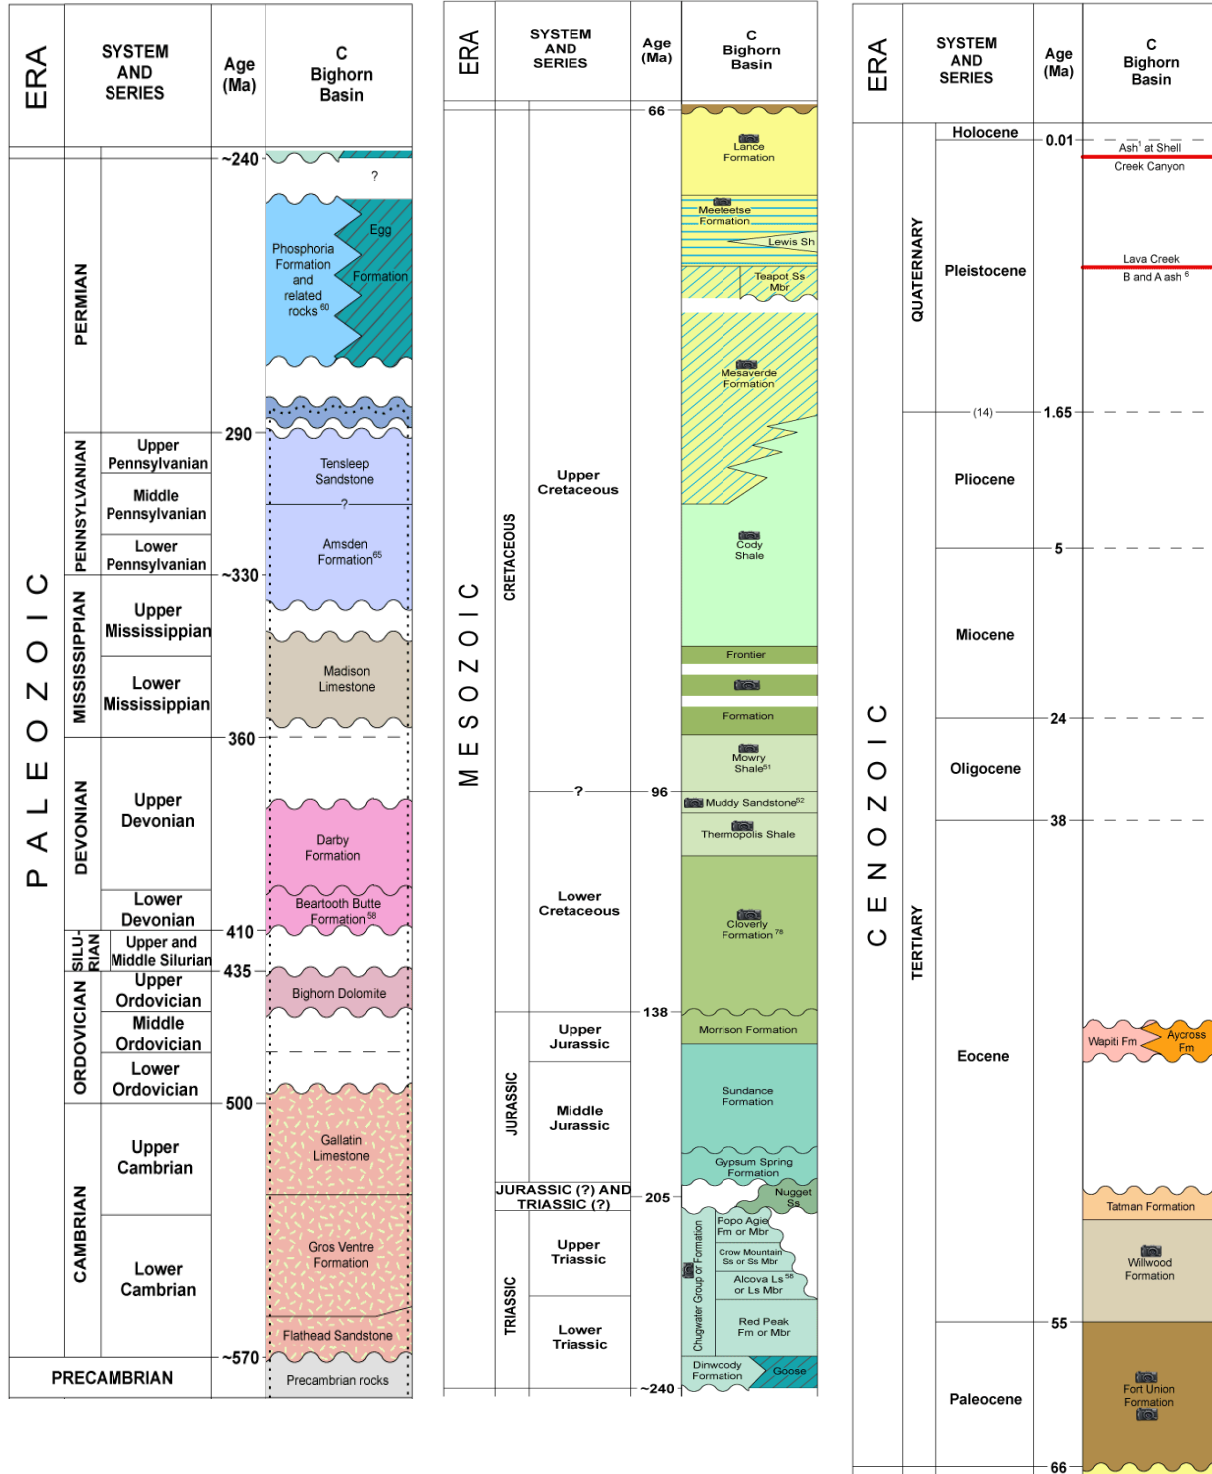 ERA
SYSTEM
AND
SERIES
Age
(Ma)
C
Bighorn
Basin
PALEOZOIC
~240
?
PERMIAN
Phosphoria
Formation
and
related
rocks 60
Egg
Formation
290
PENNSYLVANIAN
Upper
Pennsylvanian
Tensleep
Sandstone
Middle
Pennsylvanian
?
Lower
Pennsylvanian
Amsden
Formation65
~330
MISSISSIPPIAN
Upper
Mississippian
Lower
Mississippian
Madison
Limestone
360
DEVONIAN
Upper
Devonian
Darby
Formation
Lower
Devonian
Beartooth Butte
Formation 58
410
SILU-
RIAN
Upper and
Middle Silurian
435
ORDOVICIAN
Upper
Ordovician
Bighorn Dolomite
Middle
Ordovician
Lower
Ordovician
500
CAMBRIAN
Upper
Cambrian
Gallatin
Limestone
Lower
Cambrian
Gros Ventre
Formation
Flathead Sandstone
~570
PRECAMBRIAN
Precambrian rocks
ERA
SYSTEM
AND
SERIES
Age
(Ma)
C
Bighorn
Basin
MESOZOIC
66
CRETACEOUS
Upper
Cretaceous
Lance
Formation
Meeteetse
Formation
Lewis Sh
Teapot Ss
Mbr
Mesaverde
Formation
Cody
Shale
Frontier
Formation
Mowry
Shale51
?
96
Muddy Sandstone62
Thermopolis Shale
Lower
Cretaceous
Cloverly
Formation 78
138
JURASSIC
Upper
Jurassic
Morrison Formation
Middle
Jurassic
Sundance
Formation
Gypsum Spring
Formation
JURASSIC (?) AND
TRIASSIC (?)
205
Nugget
Ss
TRIASSIC
Upper
Triassic
Chugwater Group or Formation
Popo Agie
Fm or Mbr
Crow Mountain
Ss or Ss Mbr
Alcova Ls 56
or Ls Mbr
Lower
Triassic
Red Peak
Fm or Mbr
Dinwoody
Formation
Goose
~240
ERA
SYSTEM
AND
SERIES
Age
(Ma)
C
Bighorn
Basin
CENOZOIC
QUATERNARY
Holocene
0.01
Ash1 at Shell
Creek Canyon
Pleistocene
Lava Creek
B and A ash 6
(14)
1.65
TERTIARY
Pliocene
5
Miocene
24
Oligocene
38
Eocene
Wapiti Fm
Aycross
Fm
Tatman Formation
Willwood
Formation
55
Paleocene
Fort Union
Formation
66